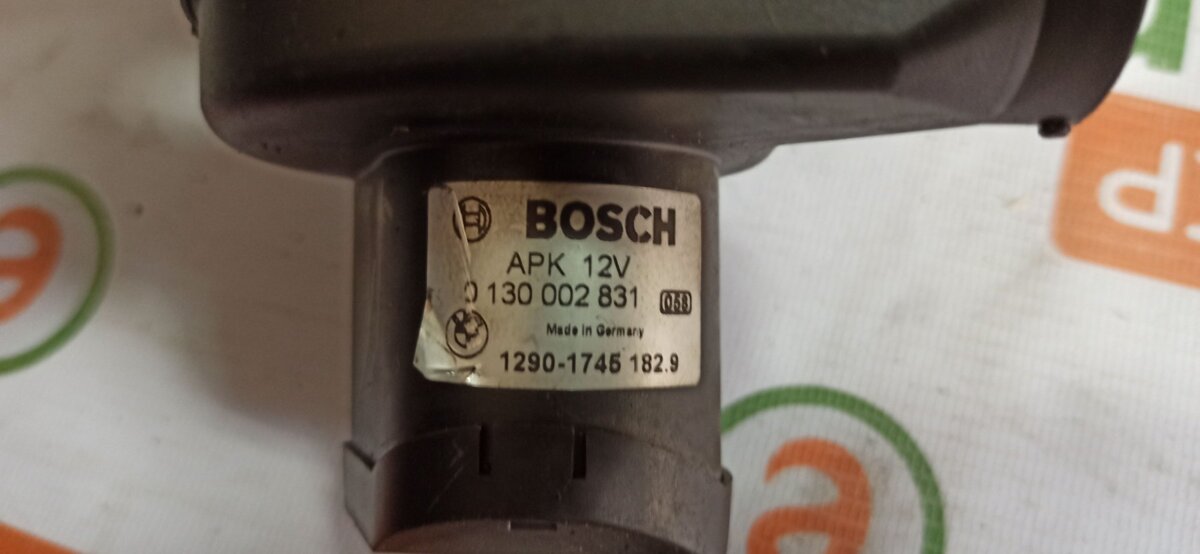 BOSCH
APK 12V
0 130 002 831 058
Made in Germany
1290-1745 182.9